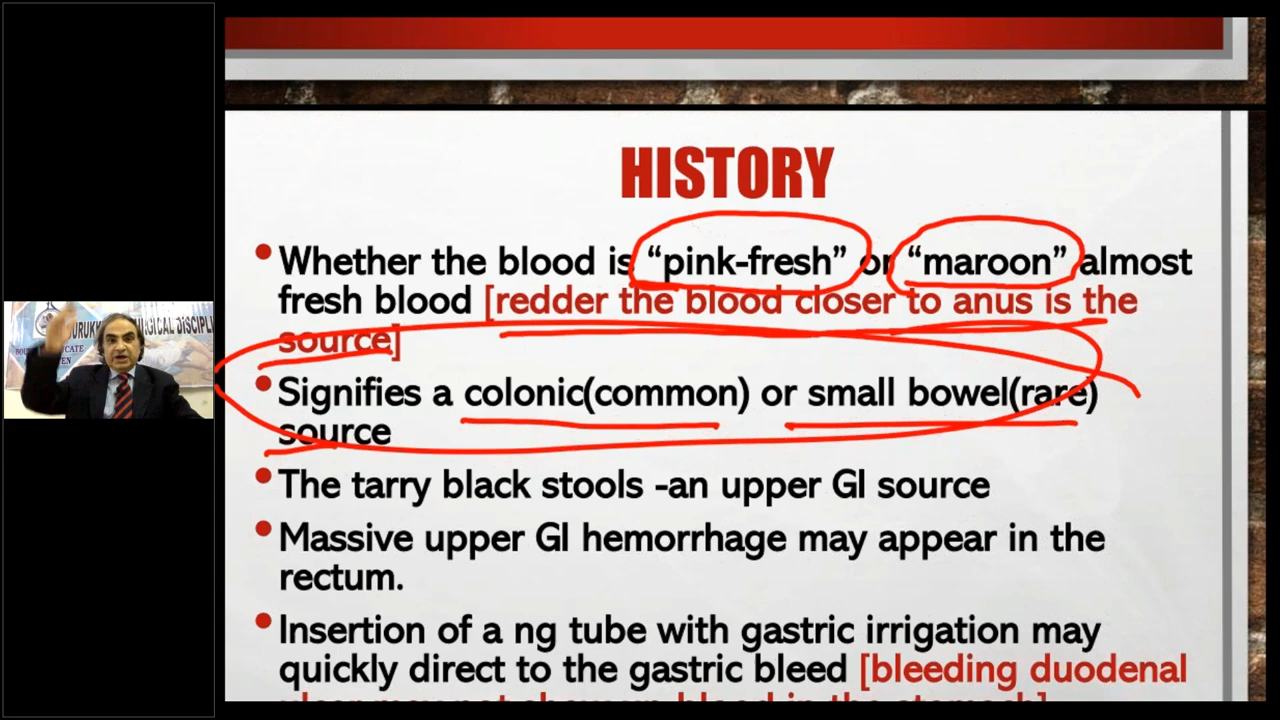 HISTORY
• Whether the blood is “pink-fresh” or “maroon” almost
fresh blood [redder the blood closer to anus is the
source]
• Signifies a colonic(common) or small bowel(rare)
source
• The tarry black stools -an upper GI source
• Massive upper GI hemorrhage may appear in the
rectum.
• Insertion of a ng tube with gastric irrigation may
quickly direct to the gastric bleed [bleeding duodenal